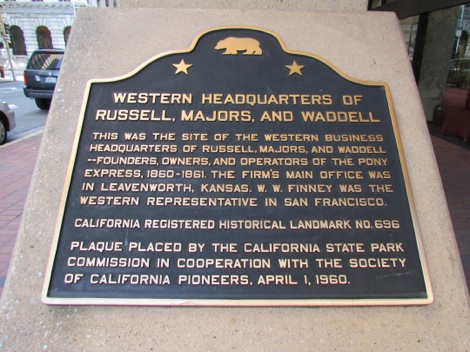 WESTERN HEADQUARTERS OF
RUSSELL, MAJORS, AND WADDELL
THIS WAS THE SITE OF THE WESTERN BUSINESS
HEADQUARTERS OF RUSSELL, MAJORS, AND WADDELL
--FOUNDERS, OWNERS, AND OPERATORS OF THE PONY
EXPRESS, 1860-1861. THE FIRM'S MAIN OFFICE WAS
IN LEAVENWORTH, KANSAS. W. W. FINNEY WAS THE
WESTERN REPRESENTATIVE IN SAN FRANCISCO.
CALIFORNIA REGISTERED HISTORICAL LANDMARK NO. 696
PLAQUE PLACED BY THE CALIFORNIA STATE PARK
COMMISSION IN COOPERATION WITH THE SOCIETY
OF CALIFORNIA PIONEERS, APRIL 1, 1960.